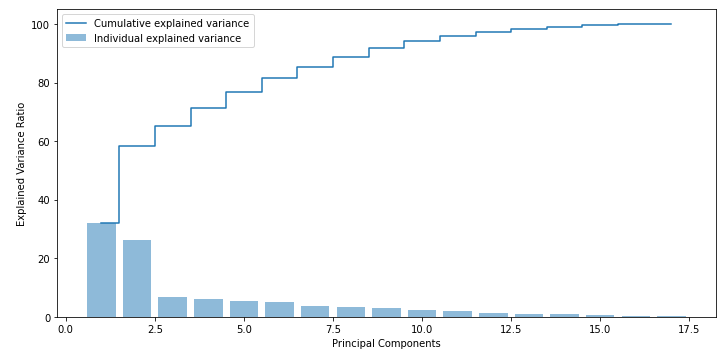 Cumulative explained variance
Individual explained variance
Explained Variance Ratio
100
80
60
40
20
0
0.0 2.5 5.0 7.5 10.0 12.5 15.0 17.5
Principal Components